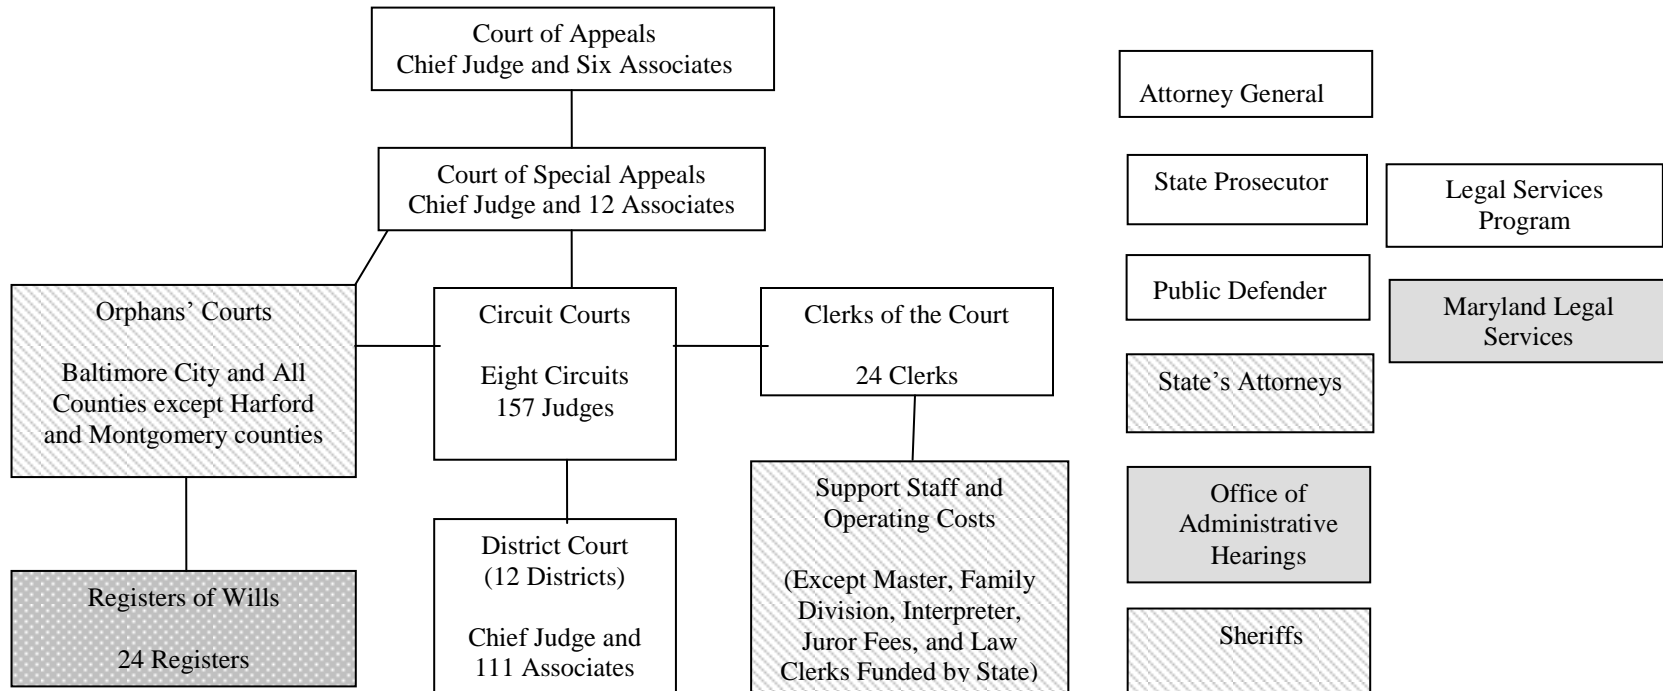 Court of Appeals
Chief Judge and Six Associates
Court of Special Appeals
Chief Judge and 12 Associates
Orphans’ Courts
Baltimore City and All
Counties except Harford
and Montgomery counties
Circuit Courts
Eight Circuits
157 Judges
Clerks of the Court
24 Clerks
Registers of Wills
24 Registers
District Court
(12 Districts)
Chief Judge and
111 Associates
Support Staff and
Operating Costs
(Except Master, Family
Division, Interpreter,
Juror Fees, and Law
Clerks Funded by State)
Attorney General
State Prosecutor
Public Defender
State’s Attorneys
Office of
Administrative
Hearings
Sheriffs
Legal Services
Program
Maryland Legal
Services